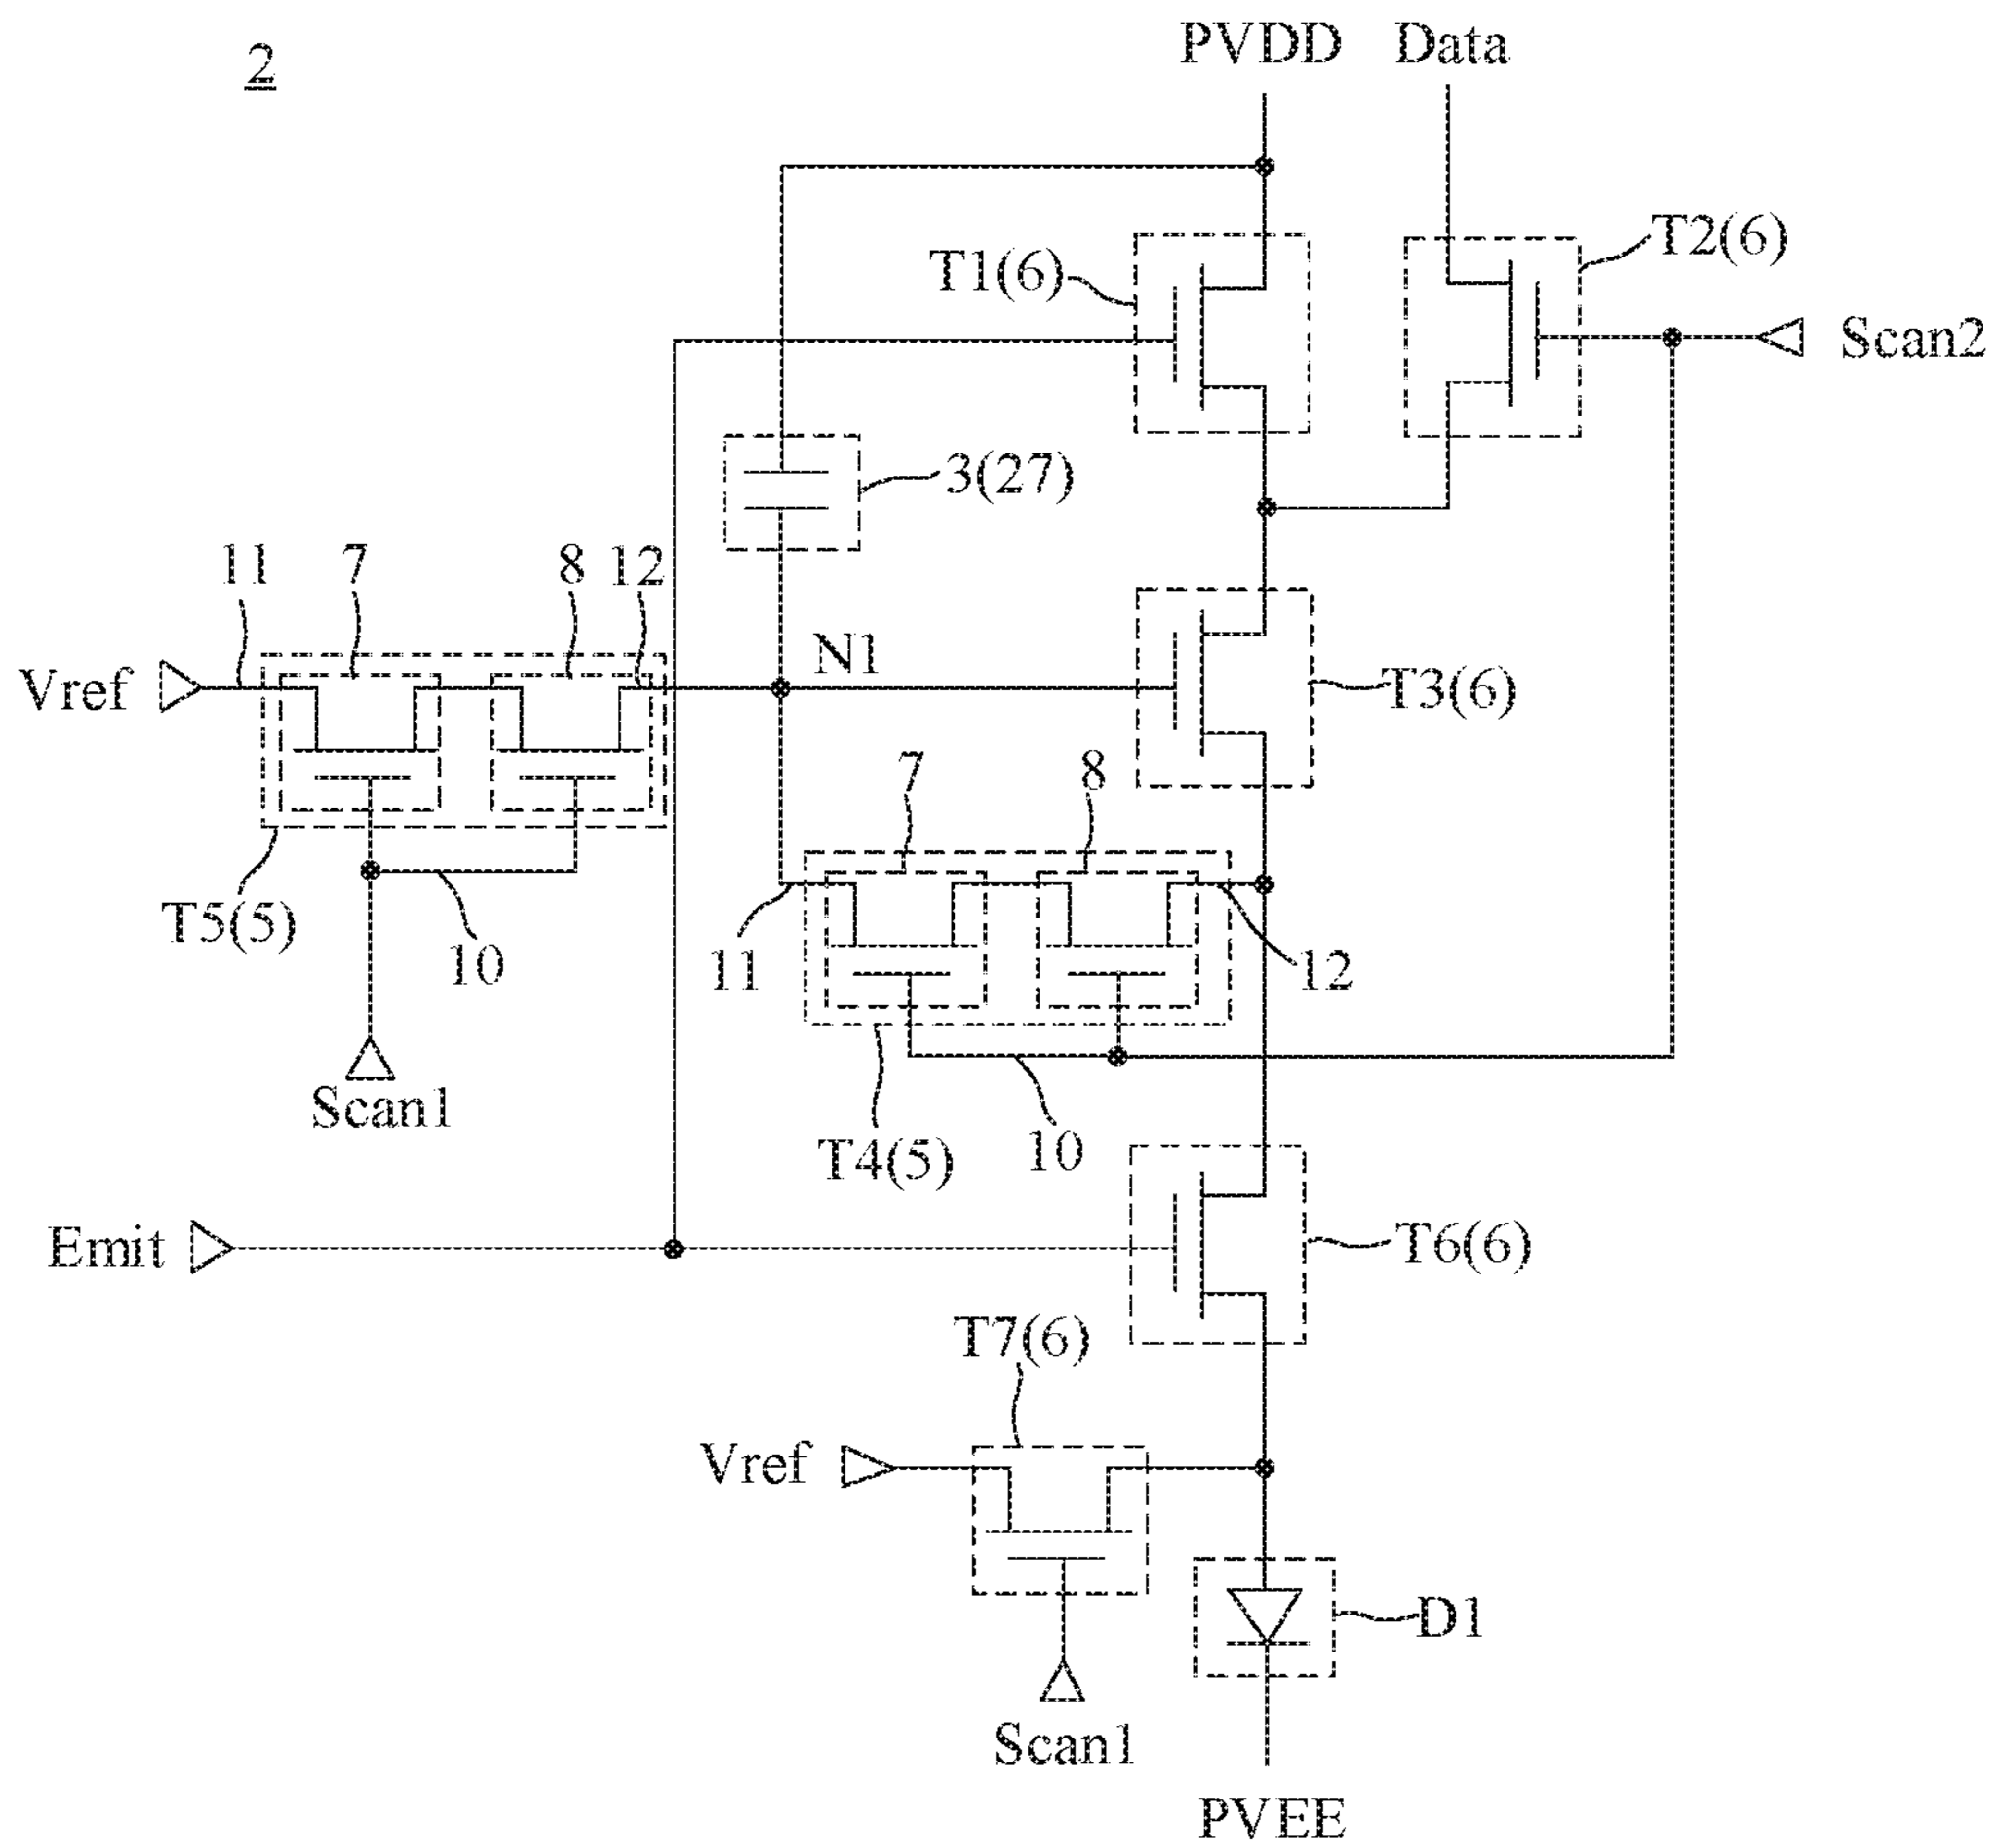 2
PVDD
Data
T1(6)
T2(6)
Scan2
3(27)
11
7
8
12
Vref
N1
T3(6)
7
8
T5(5)
10
11
12
Scan1
T4(5)
10
Emit
T6(6)
T7(6)
Vref
D1
Scan1
PVEE